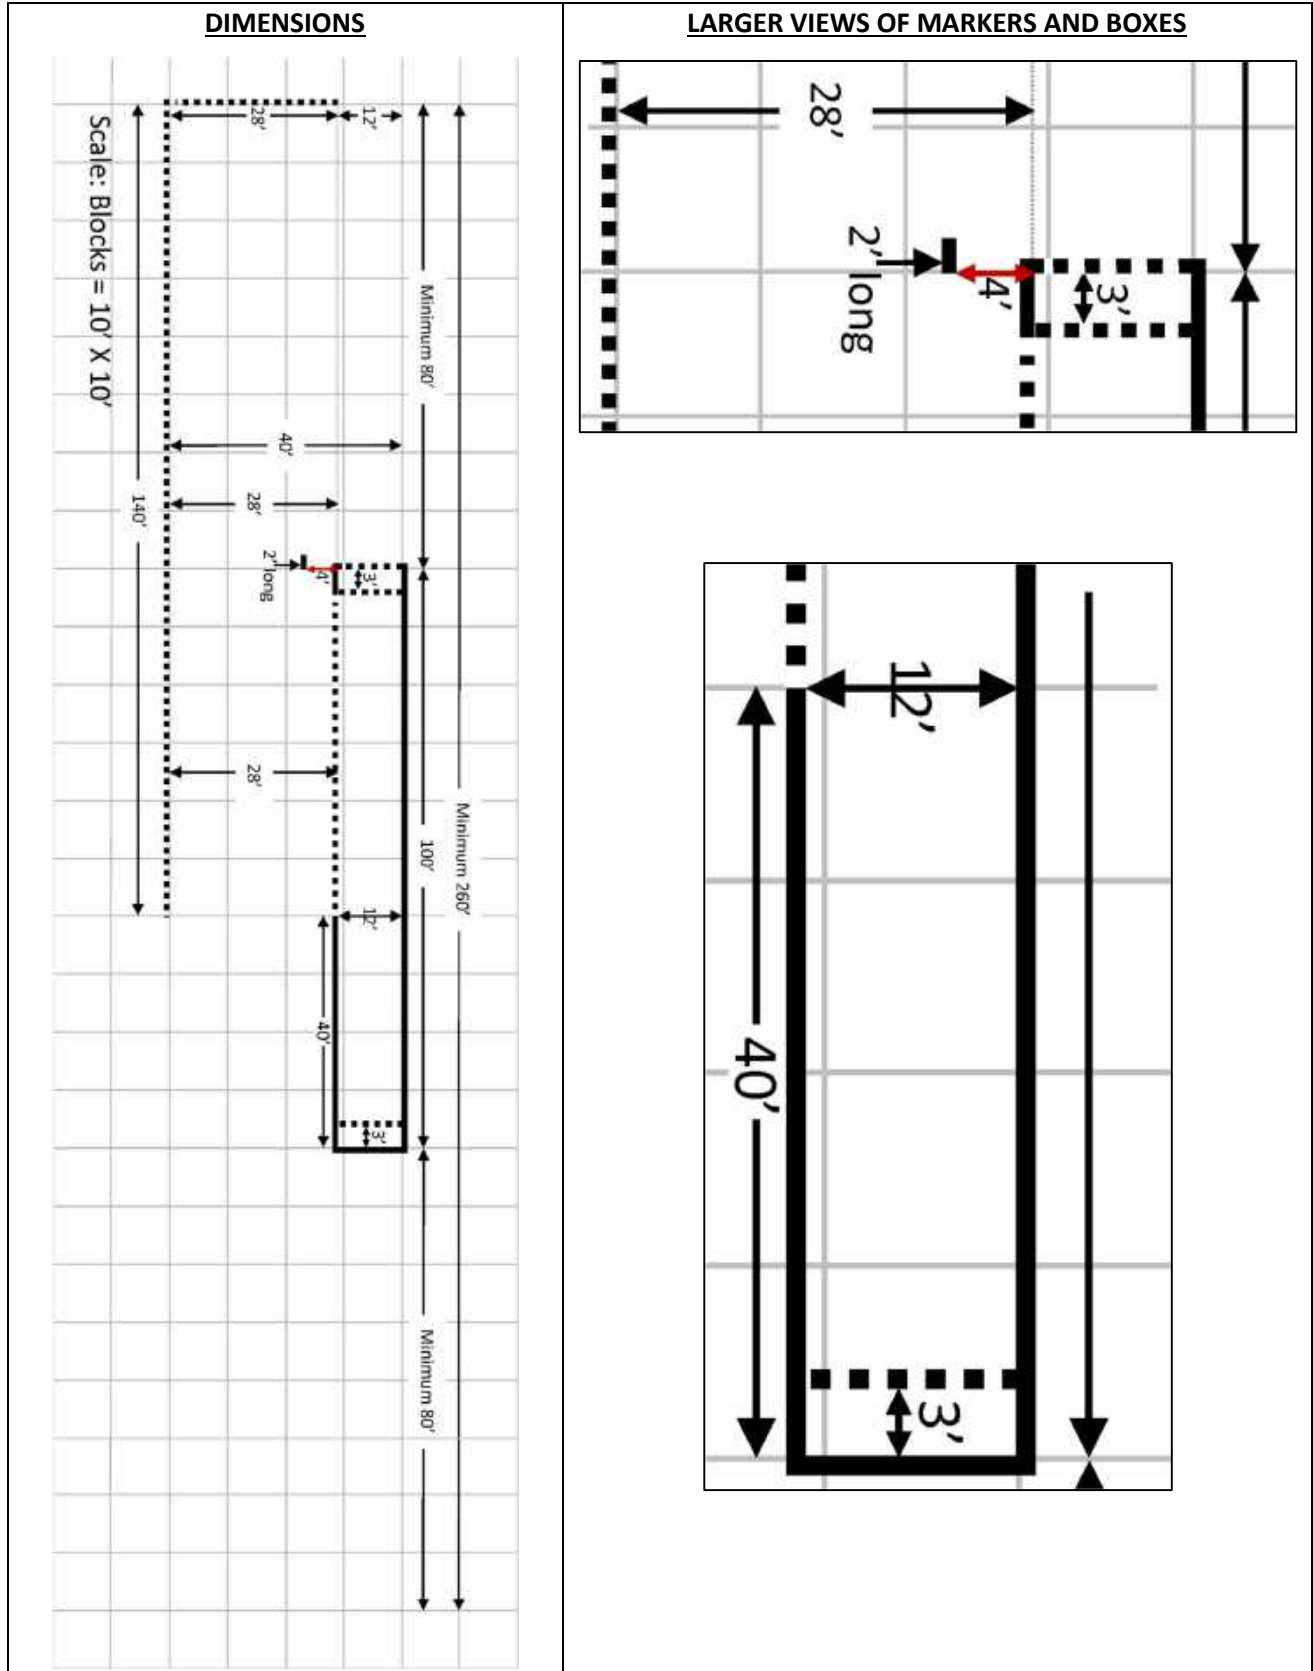 DIMENSIONS
28'
12'
Scale: Blocks = 10' X 10'
Minimum 80'
40'
140'
28'
2' long
4'
3'
28'
Minimum 260'
100'
12'
40'
3'
Minimum 80'
LARGER VIEWS OF MARKERS AND BOXES
28'
2' long
4'
3'
12'
40'
3'